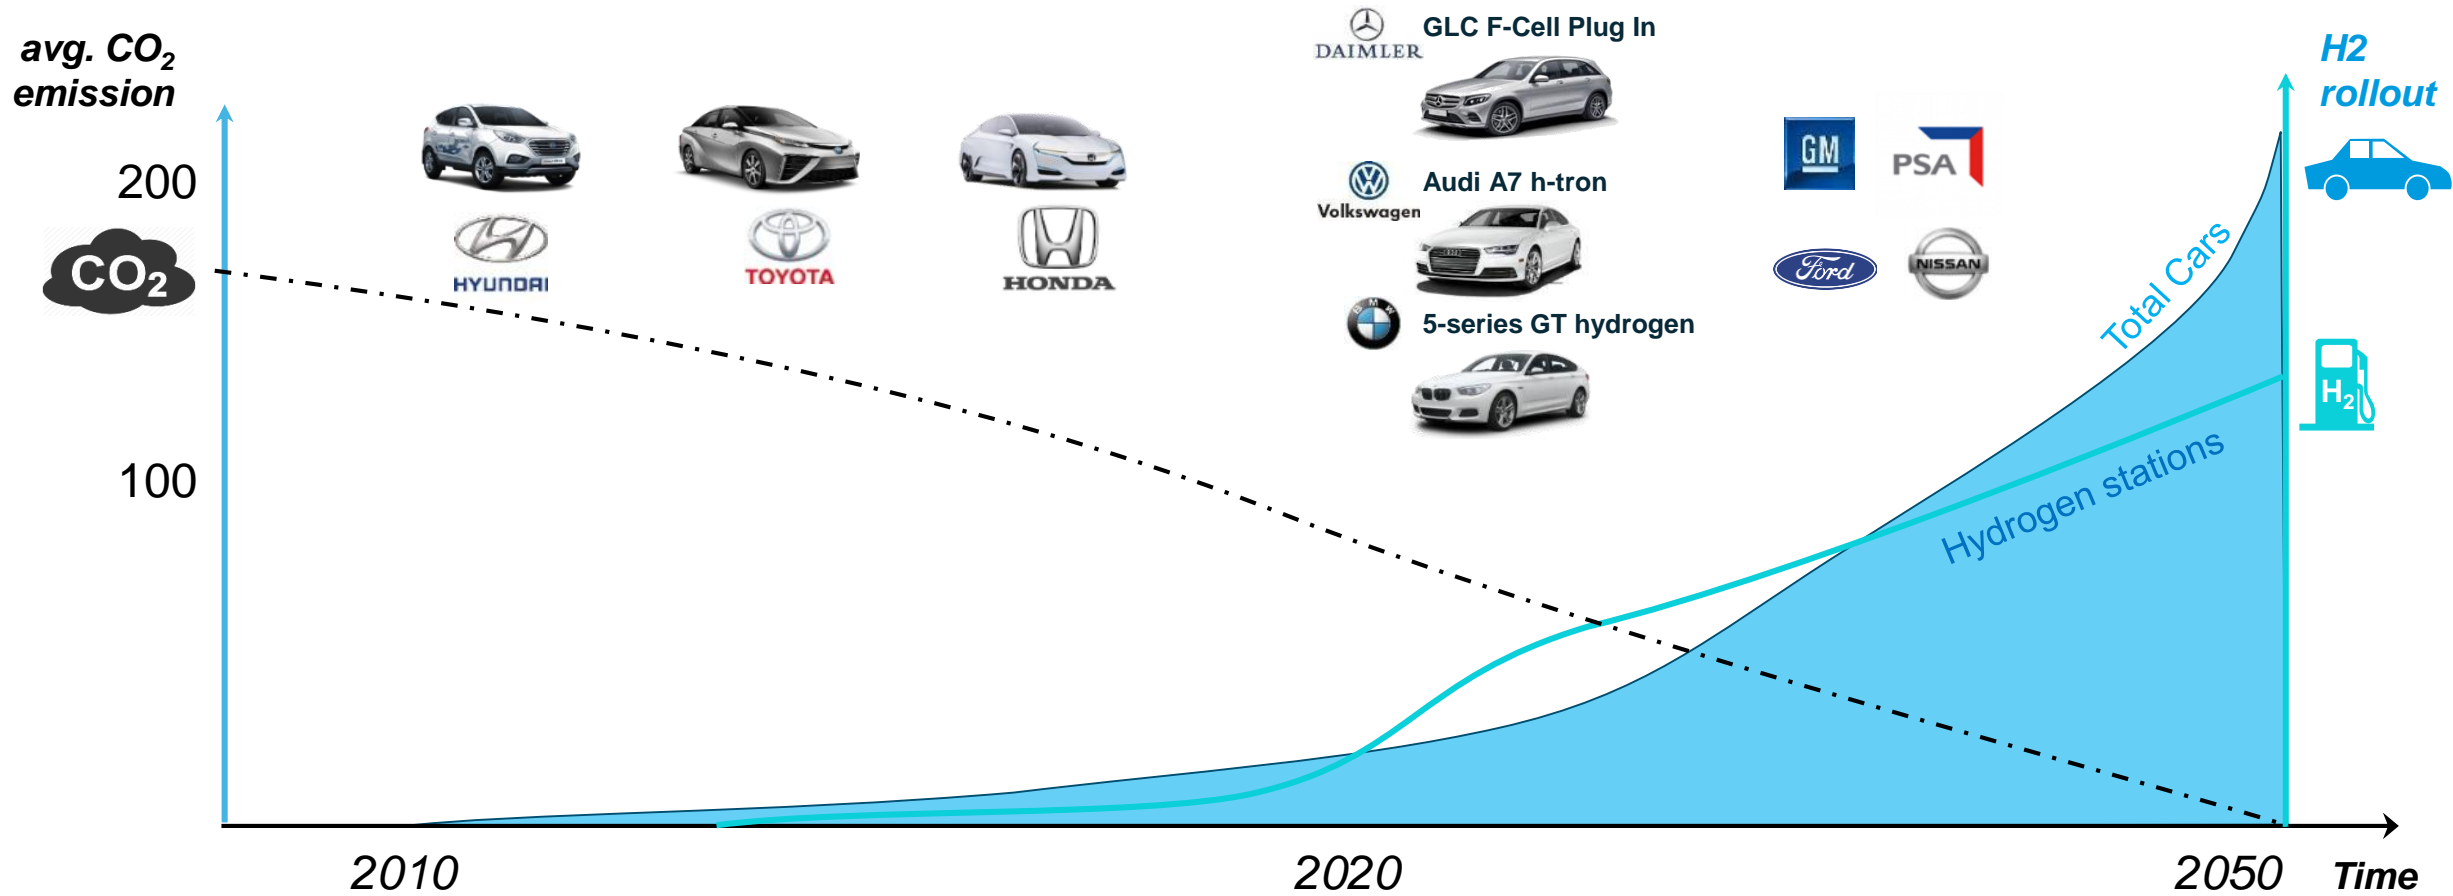 avg. CO2
emission
200
CO2
100
HYUNDAI
TOYOTA
HONDA
DAIMLER
GLC F-Cell Plug In
Volkswagen
Audi A7 h-tron
BMW
5-series GT hydrogen
GM
PSA
Ford
NISSAN
Total Cars
Hydrogen stations
H2
rollout
H2
2010
2020
2050
Time